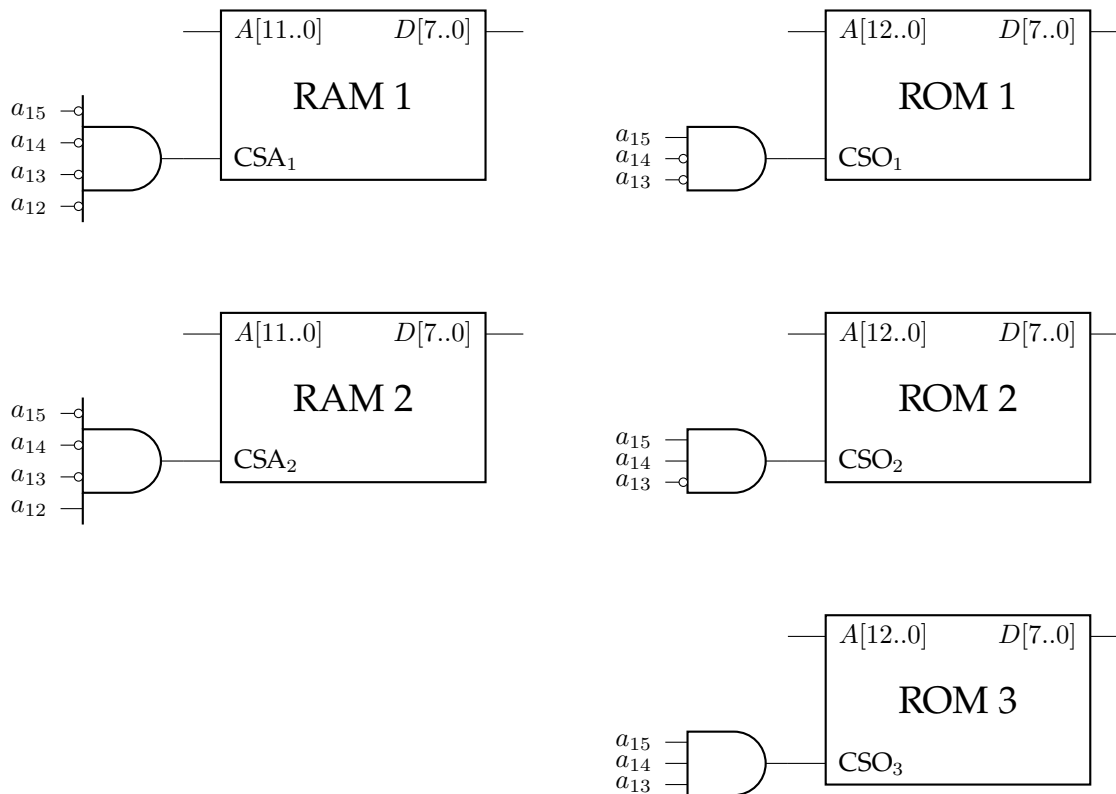 A[11..0] D[7..0]
RAM 1
a15
a14
a13
a12
CSA1
A[12..0] D[7..0]
ROM 1
a15
a14
a13
CSO1
A[11..0] D[7..0]
RAM 2
a15
a14
a13
a12
CSA2
A[12..0] D[7..0]
ROM 2
a15
a14
a13
CSO2
A[12..0] D[7..0]
ROM 3
a15
a14
a13
CSO3